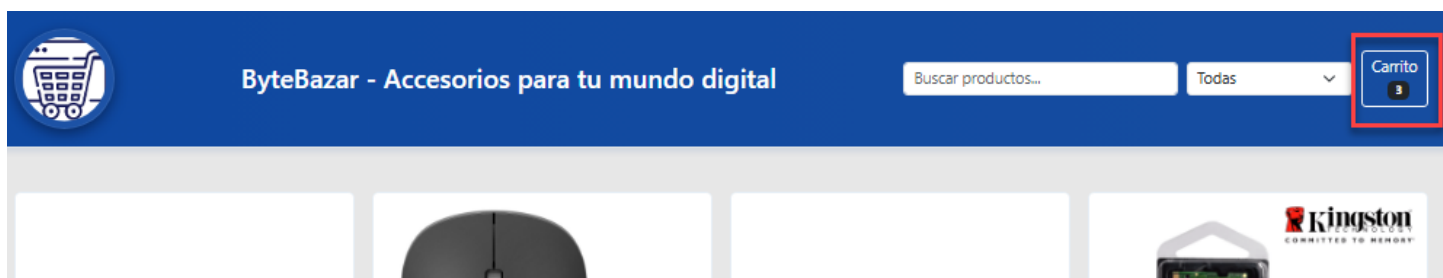 ByteBazar - Accesorios para tu mundo digital
Buscar productos...
Todas
Carrito
3
Kingston
TECHNOLOGY
COMMITTED TO MEMORY